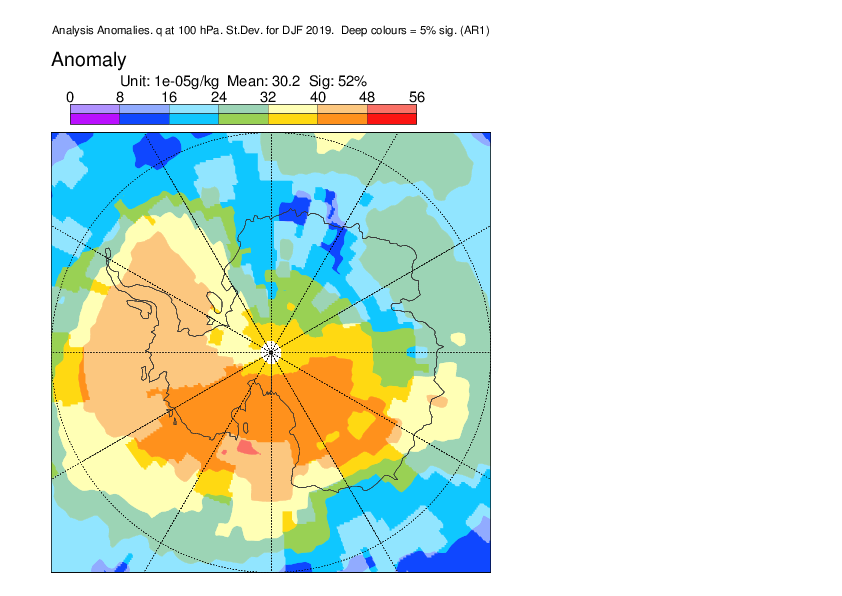 Analysis Anomalies. q at 100 hPa. St.Dev. for DJF 2019.  Deep colours = 5% sig. (AR1)
Anomaly
Unit: 1e-05g/kg  Mean: 30.2  Sig: 52%
0 8 16 24 32 40 48 56